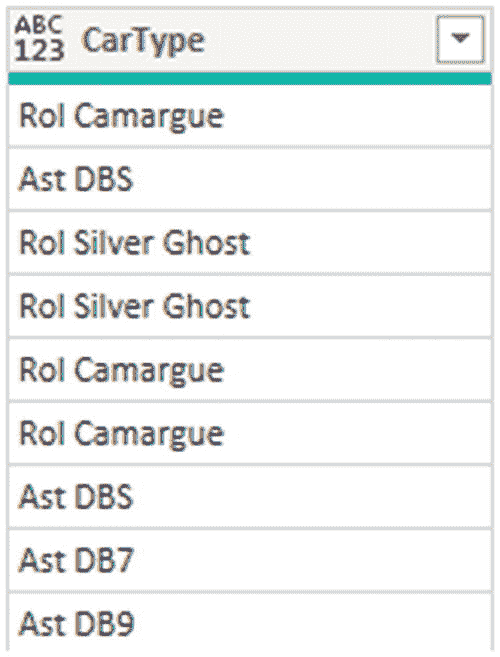 ABC
123 CarType
Rol Camargue
Ast DBS
Rol Silver Ghost
Rol Silver Ghost
Rol Camargue
Rol Camargue
Ast DBS
Ast DB7
Ast DB9